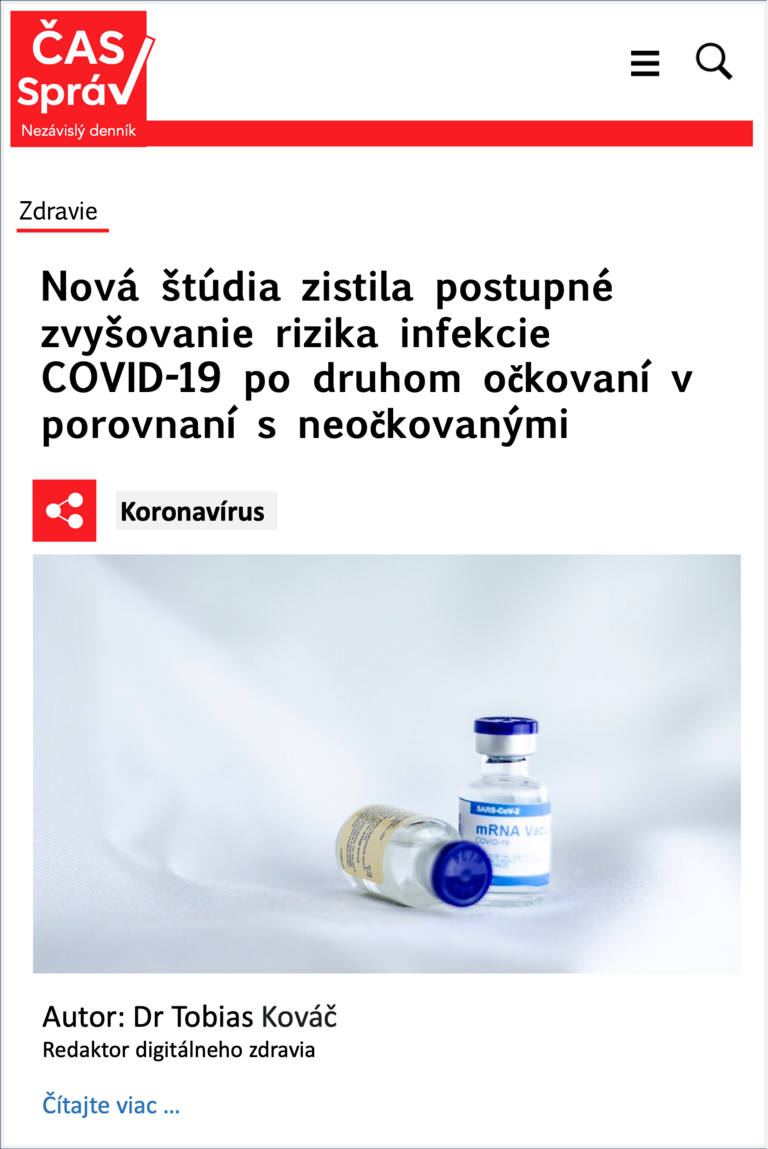 ČAS
Správ
Nezávislý denník
Zdravie
Nová štúdia zistila postupné
zvyšovanie rizika infekcie
COVID-19 po druhom očkovaní v
porovnaní s neočkovanými
Koronavírus
SARS-CoV-2
mRNA Vacc
COVID-19
Autor: Dr Tobias Kováč
Redaktor digitálneho zdravia
Čítajte viac ...